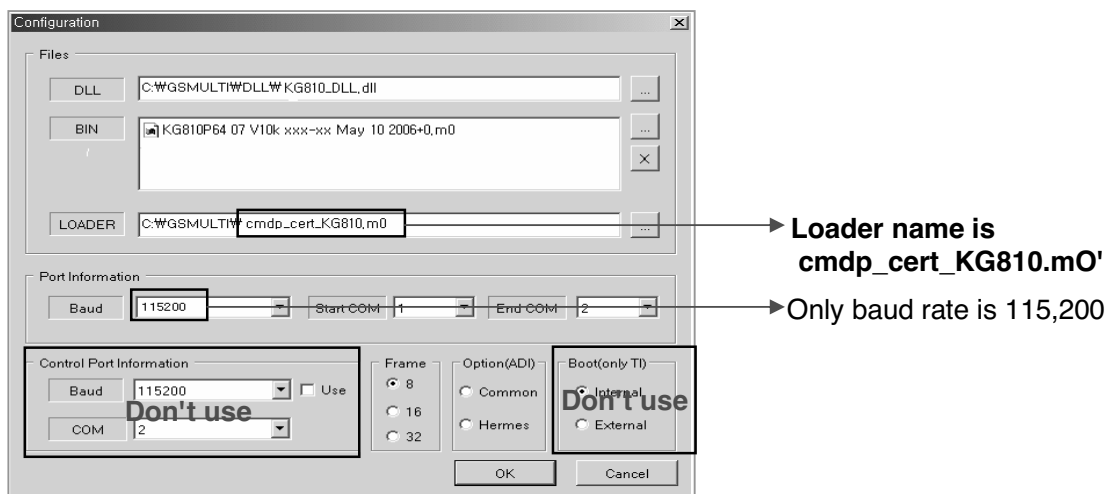 Configuration
Files
DLL
C:₩GSMULTI₩DLL₩KG810_DLL.dll
...
BIN
KG810P64 07 V10k xxx-xx May 10 2006+0.m0
...
LOADER
C:₩GSMULTI₩ cmdp_cert_KG810.m0
...
Loader name is
cmdp_cert_KG810.mO'
Port Information
Baud
115200
Start COM
1
End COM
2
Only baud rate is 115,200
Control Port Information
Baud
115200
Use
COM
2
Don't use
Frame
8
16
32
Option(ADI)
Common
Hermes
Boot(only TI)
Internal
External
Don't use
OK
Cancel